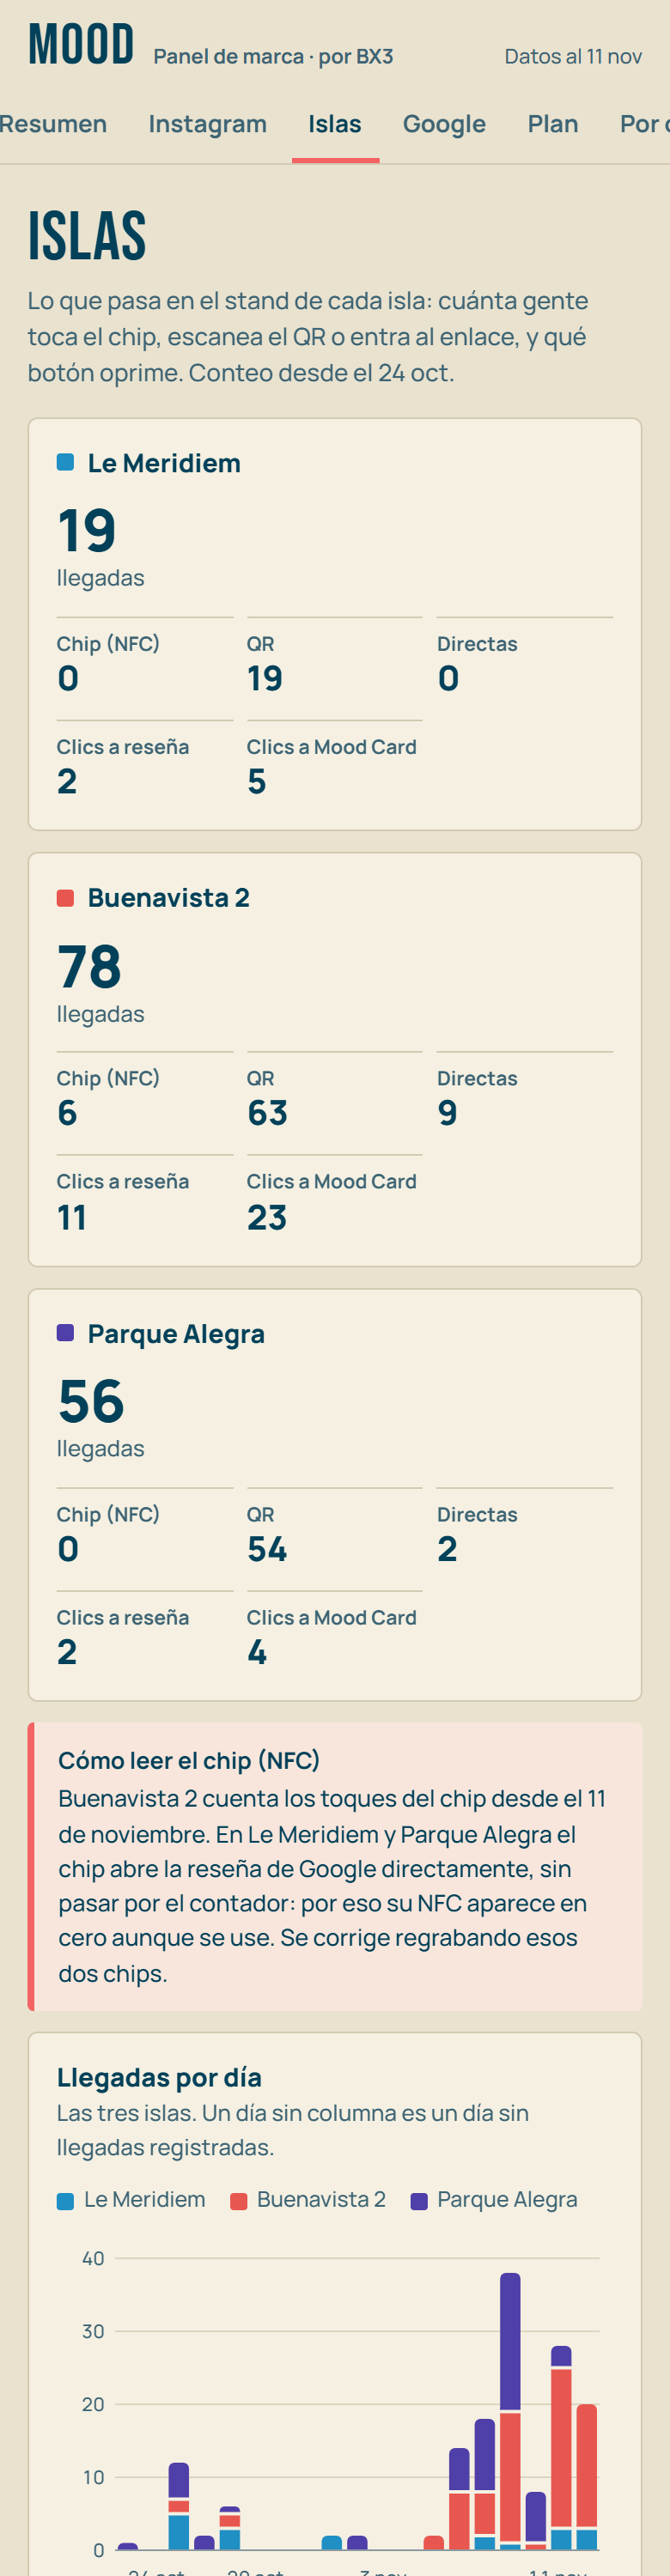 MOOD Panel de marca · por BX3 Datos al 11 nov
Resumen Instagram Islas Google Plan Por
ISLAS
Lo que pasa en el stand de cada isla: cuánta gente
toca el chip, escanea el QR o entra al enlace, y qué
botón oprime. Conteo desde el 24 oct.
Le Meridiem
19
llegadas
Chip (NFC) QR Directas
0 19 0
Clics a reseña Clics a Mood Card
2 5
Buenavista 2
78
llegadas
Chip (NFC) QR Directas
6 63 9
Clics a reseña Clics a Mood Card
11 23
Parque Alegra
56
llegadas
Chip (NFC) QR Directas
0 54 2
Clics a reseña Clics a Mood Card
2 4
Cómo leer el chip (NFC)
Buenavista 2 cuenta los toques del chip desde el 11
de noviembre. En Le Meridiem y Parque Alegra el
chip abre la reseña de Google directamente, sin
pasar por el contador: por eso su NFC aparece en
cero aunque se use. Se corrige regrabando esos
dos chips.
Llegadas por día
Las tres islas. Un día sin columna es un día sin
llegadas registradas.
Le Meridiem Buenavista 2 Parque Alegra
40
30
20
10
0